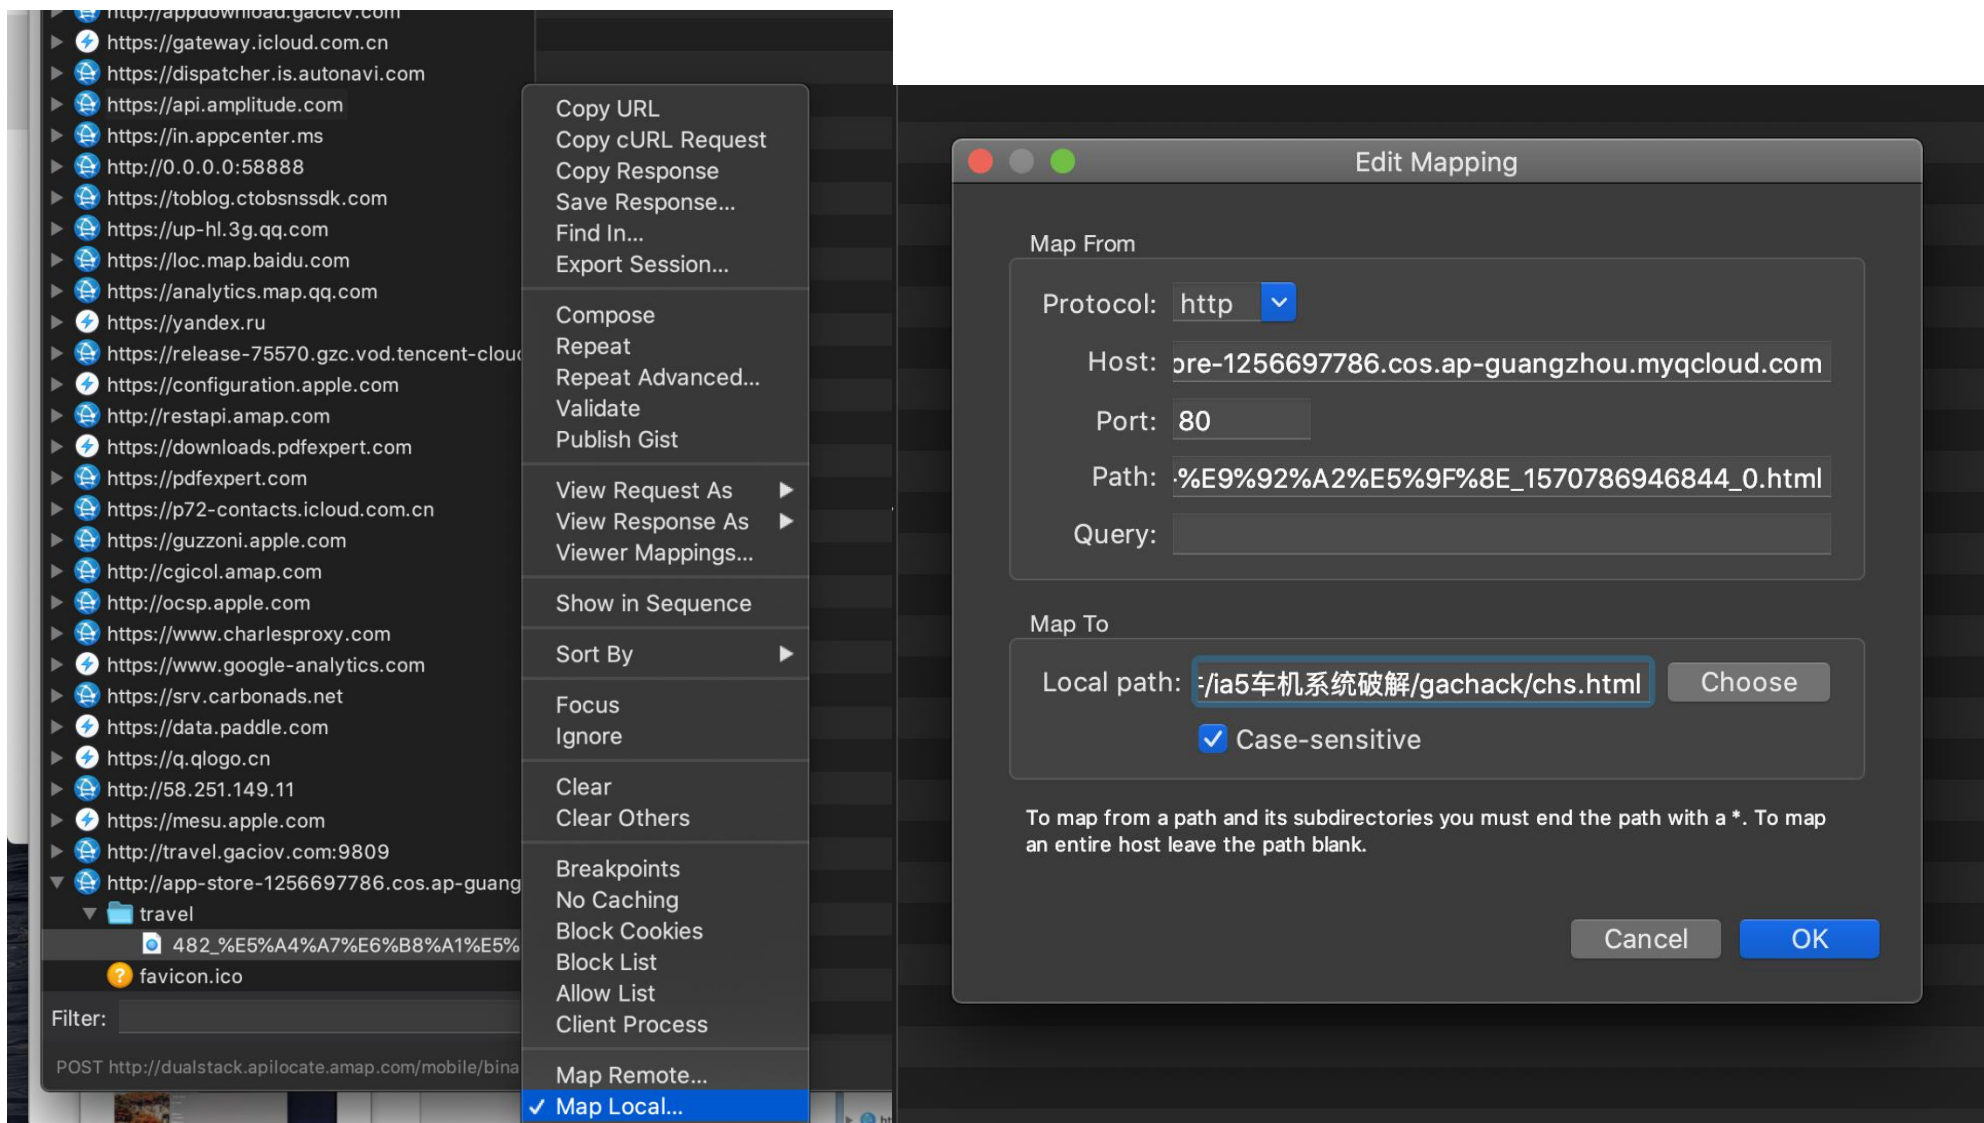 http://appdownload.gacicv.com
https://gateway.icloud.com.cn
https://dispatcher.is.autonavi.com
https://api.amplitude.com
https://in.appcenter.ms
http://0.0.0.0:58888
https://toblog.ctobsnssdk.com
https://up-hl.3g.qq.com
https://loc.map.baidu.com
https://analytics.map.qq.com
https://yandex.ru
https://release-75570.gzc.vod.tencent-clou
https://configuration.apple.com
http://restapi.amap.com
https://downloads.pdfexpert.com
https://pdfexpert.com
https://p72-contacts.icloud.com.cn
https://guzzoni.apple.com
http://cgicol.amap.com
http://ocsp.apple.com
https://www.charlesproxy.com
https://www.google-analytics.com
https://srv.carbonads.net
https://data.paddle.com
https://q.qlogo.cn
http://58.251.149.11
https://mesu.apple.com
http://travel.gaciov.com:9809
http://app-store-1256697786.cos.ap-guang
travel
482_%E5%A4%A7%E6%B8%A1%E5%
favicon.ico
Filter:
POST http://dualstack.apilocate.amap.com/mobile/bina
Copy URL
Copy cURL Request
Copy Response
Save Response...
Find In...
Export Session...
Compose
Repeat
Repeat Advanced...
Validate
Publish Gist
View Request As
View Response As
Viewer Mappings...
Show in Sequence
Sort By
Focus
Ignore
Clear
Clear Others
Breakpoints
No Caching
Block Cookies
Block List
Allow List
Client Process
Map Remote...
✓ Map Local...
Edit Mapping
Map From
Protocol: http
Host: ore-1256697786.cos.ap-guangzhou.myqcloud.com
Port: 80
Path: %E9%92%A2%E5%9F%8E_1570786946844_0.html
Query:
Map To
Local path: /ia5车机系统破解/gachack/chs.html
Choose
Case-sensitive
To map from a path and its subdirectories you must end the path with a *. To map
an entire host leave the path blank.
Cancel
OK